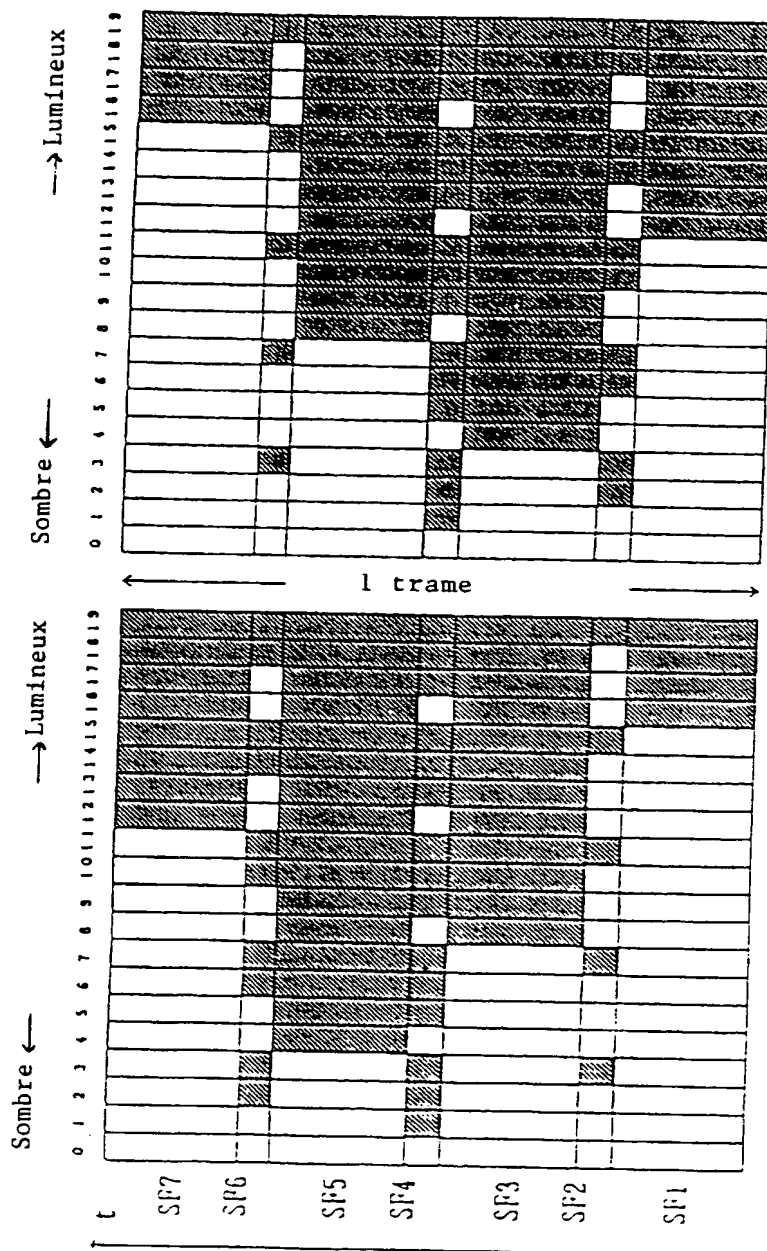 → Lumineux
0 1 2 3 4 5 6 7 8 9 10 11 12 13 14 15 16 17 18 19
Sombre ←
1 trame
→ Lumineux
0 1 2 3 4 5 6 7 8 9 10 11 12 13 14 15 16 17 18 19
Sombre ←
t
SF7
SF6
SF5
SF4
SF3
SF2
SF1